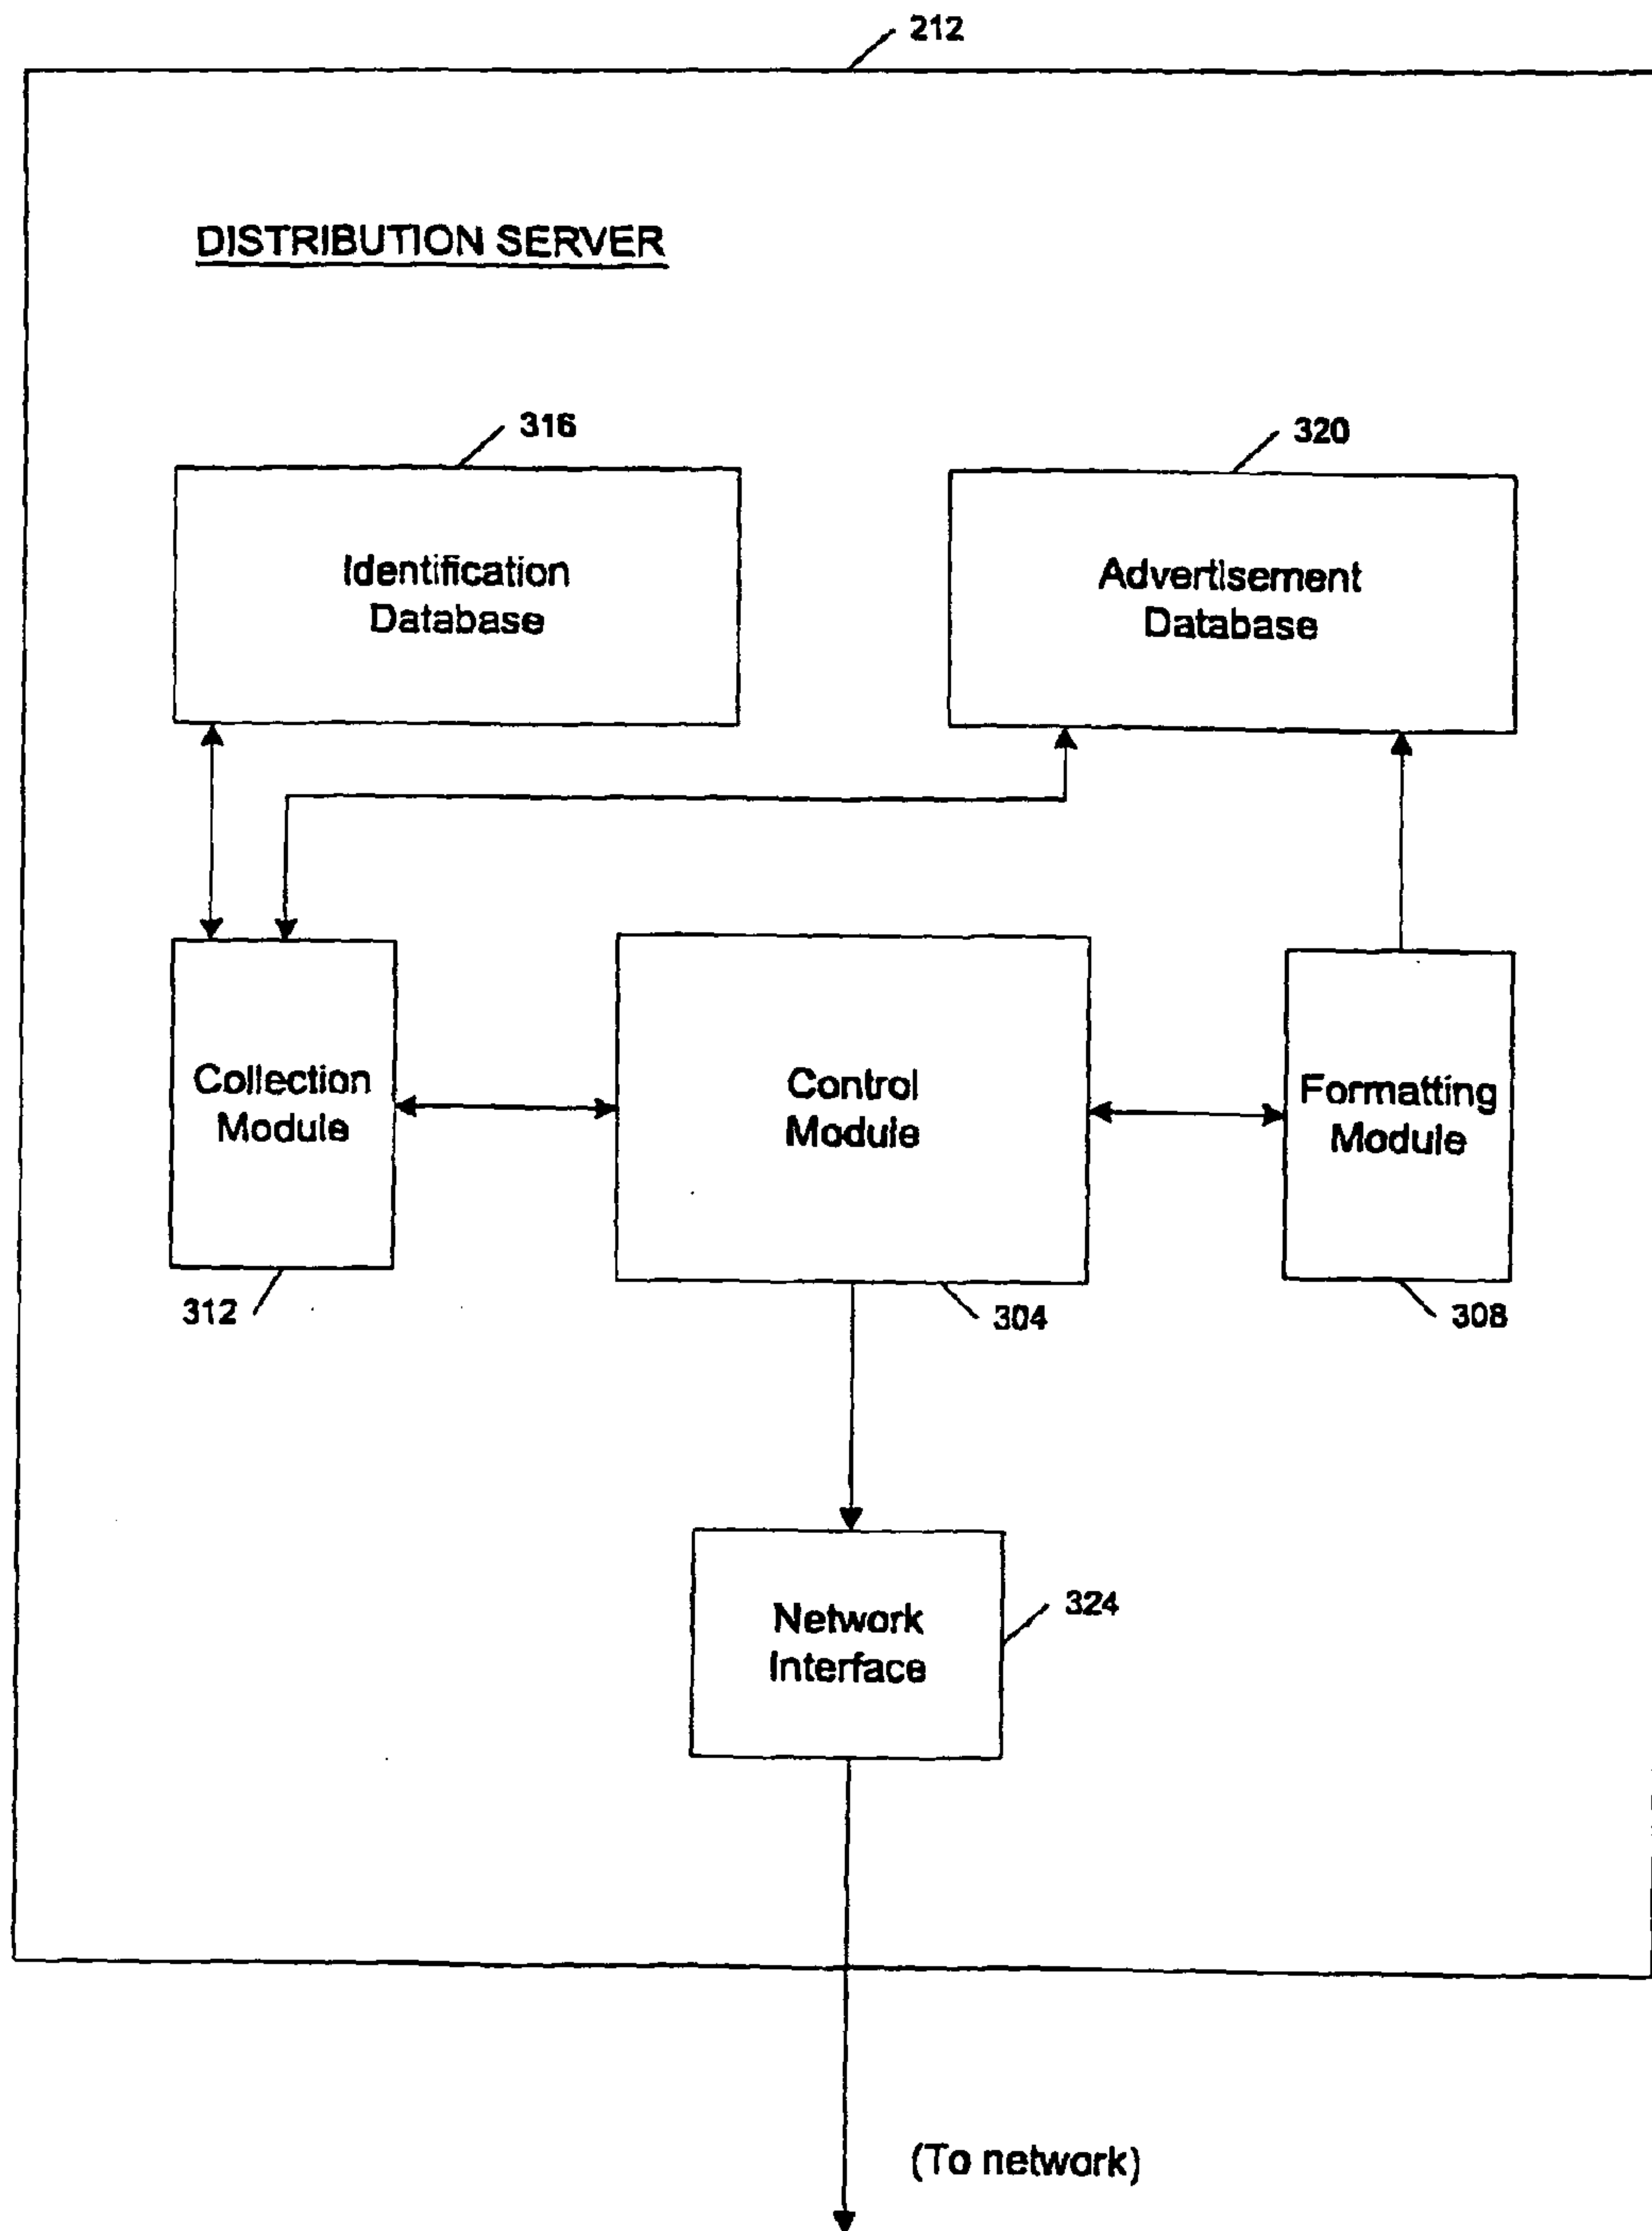 212
DISTRIBUTION SERVER
316
320
Identification
Database
Advertisement
Database
Collection
Module
Control
Module
Formatting
Module
312
304
308
Network
Interface
324
(To network)